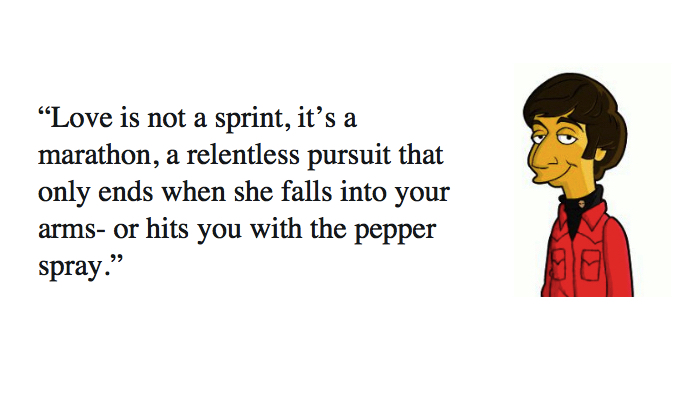 “Love is not a sprint, it’s a
marathon, a relentless pursuit that
only ends when she falls into your
arms- or hits you with the pepper
spray.”